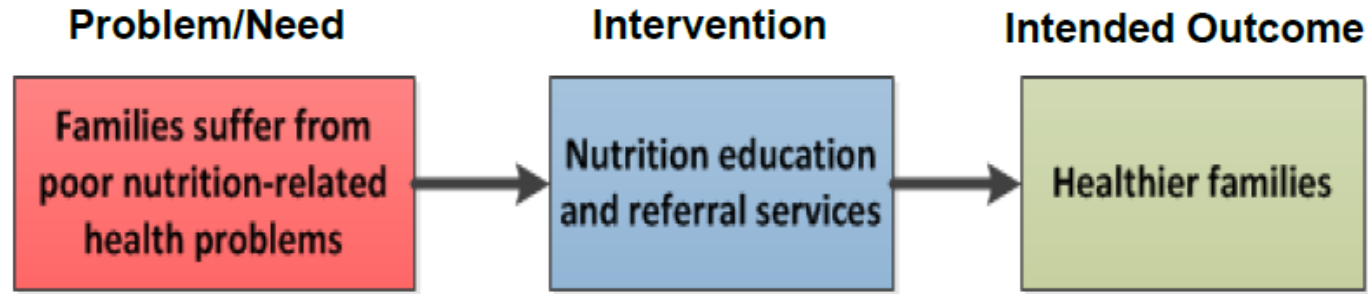 Problem/Need
Intervention
Intended Outcome
Families suffer from
poor nutrition-related
health problems
Nutrition education
and referral services
Healthier families